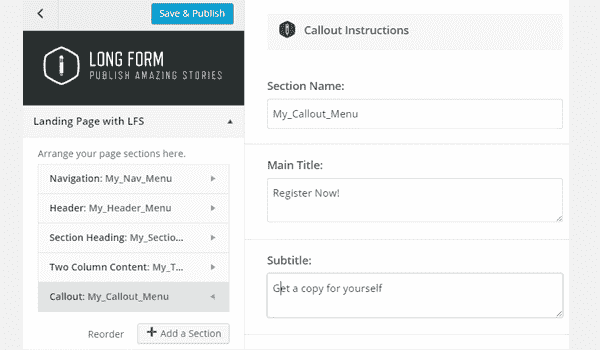 Save & Publish
LONG FORM
PUBLISH AMAZING STORIES
Landing Page with LFS
Arrange your page sections here.
Navigation: My_Nav_Menu
Header: My_Header_Menu
Section Heading: My_Sectio...
Two Column Content: My_T...
Callout: My_Callout_Menu
Reorder
Add a Section
Callout Instructions
Section Name:
My_Callout_Menu
Main Title:
Register Now!
Subtitle:
Get a copy for yourself